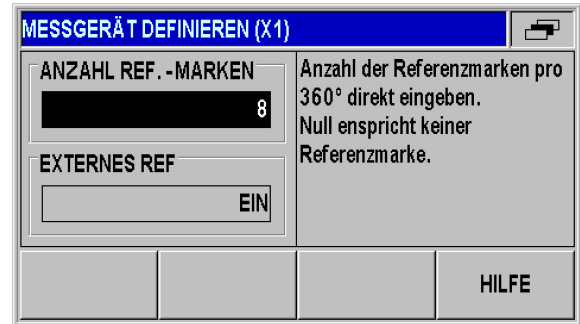 MESSGERÄT DEFINIEREN (X1)
ANZAHL REF. -MARKEN
8
EXTERNES REF
EIN
Anzahl der Referenzmarken pro
360° direkt eingeben.
Null enspricht keiner
Referenzmarke.
HILFE